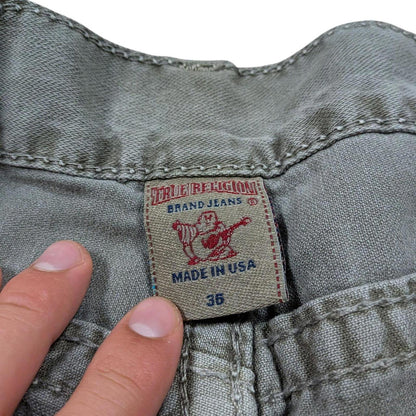 TRUE RELIGION
BRAND JEANS ®
MADE IN USA
36